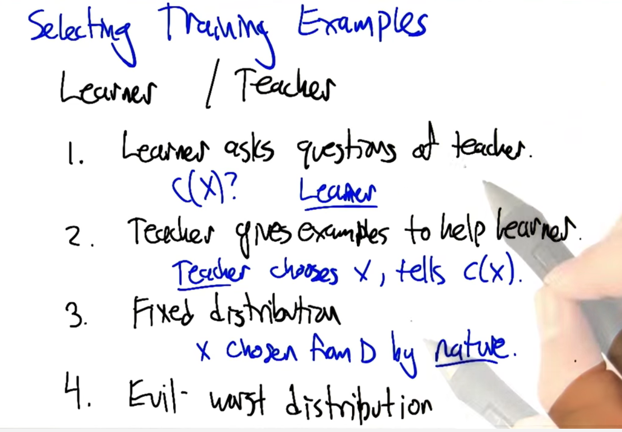 Selecting Training Examples
Learner / Teacher
1. Learner asks questions of teacher.
c(x)? Learner
2. Teacher gives examples to help learner.
Teacher chooses x, tells c(x).
3. Fixed distribution
x chosen from D by nature.
4. Evil- worst distribution